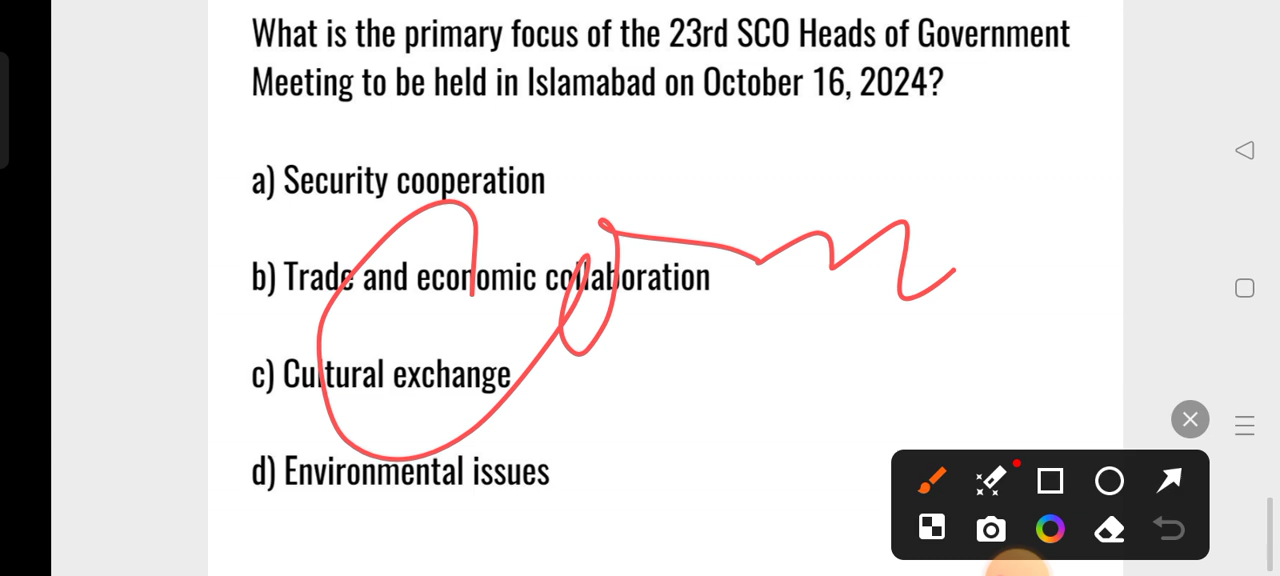 What is the primary focus of the 23rd SCO Heads of Government
Meeting to be held in Islamabad on October 16, 2024?
a) Security cooperation
b) Trade and economic collaboration
c) Cultural exchange
d) Environmental issues